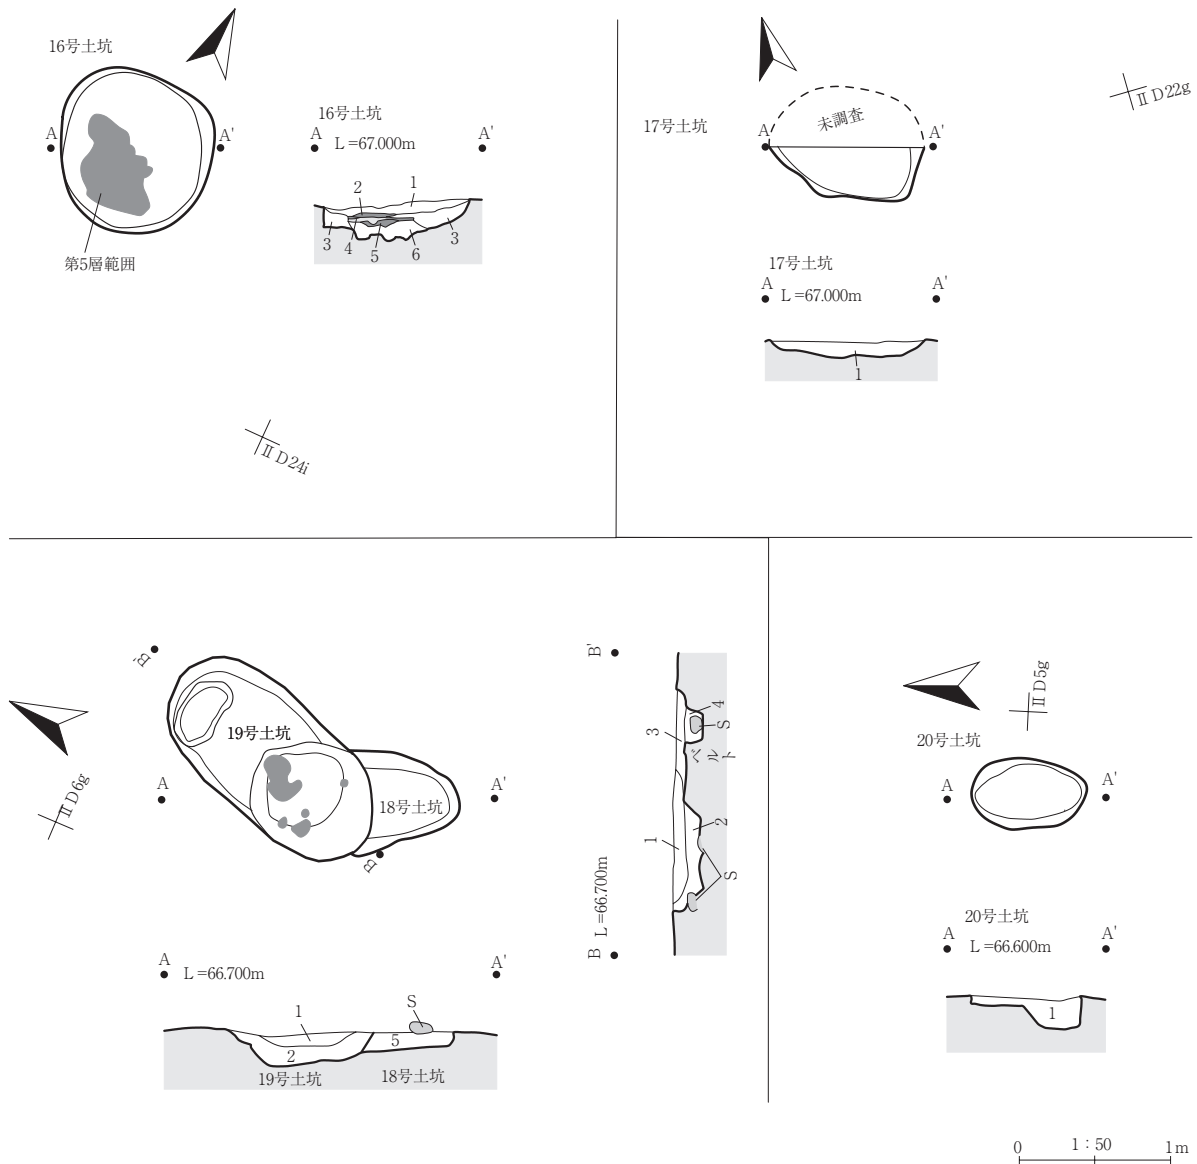 16号土坑
A
A'
第5層範囲
16号土坑
A
L=67.000m
A'
2
1
3
4
5
6
3
ⅡD24i
17号土坑
未調査
A
A'
ⅡD22g
17号土坑
A
L=67.000m
A'
1
B'
19号土坑
18号土坑
A
A'
B
ⅡD6g
A
L=66.700m
A'
1
S
2
5
19号土坑
18号土坑
B'
4
S
3
ベルト
2
1
S
B
L=66.700m
ⅡD5g
20号土坑
A
A'
20号土坑
A
L=66.600m
A'
1
0
1:50
1m